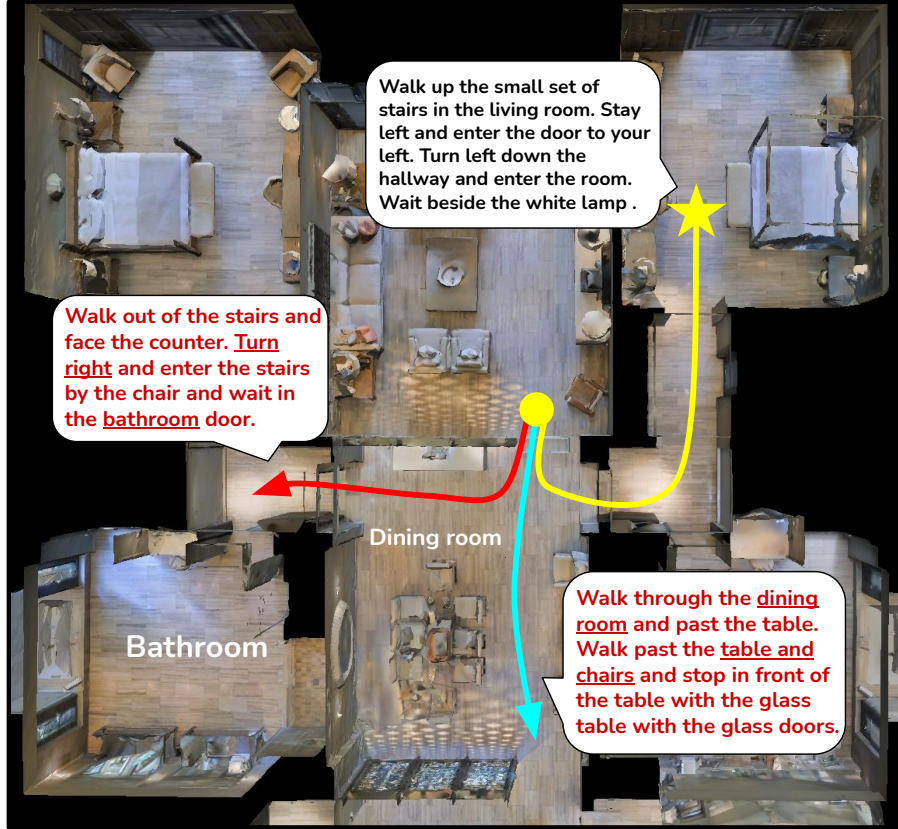 Walk up the small set of
stairs in the living room. Stay
left and enter the door to your
left. Turn left down the
hallway and enter the room.
Wait beside the white lamp .
Walk out of the stairs and
face the counter. Turn
right and enter the stairs
by the chair and wait in
the bathroom door.
Dining room
Bathroom
Walk through the dining
room and past the table.
Walk past the table and
chairs and stop in front of
the table with the glass
table with the glass doors.